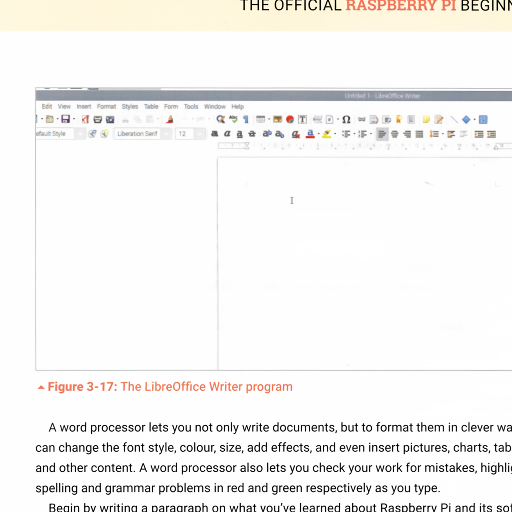 THE OFFICIAL RASPBERRY PI BEGINN
Untitled 1 - LibreOffice Writer
Edit View Insert Format Styles Table Form Tools Window Help
efault Style Liberation Serif 12
Figure 3-17: The LibreOffice Writer program
A word processor lets you not only write documents, but to format them in clever wa
can change the font style, colour, size, add effects, and even insert pictures, charts, tab
and other content. A word processor also lets you check your work for mistakes, highli
spelling and grammar problems in red and green respectively as you type.
Begin by writing a paragraph on what you've learned about Raspberry Pi and its sof